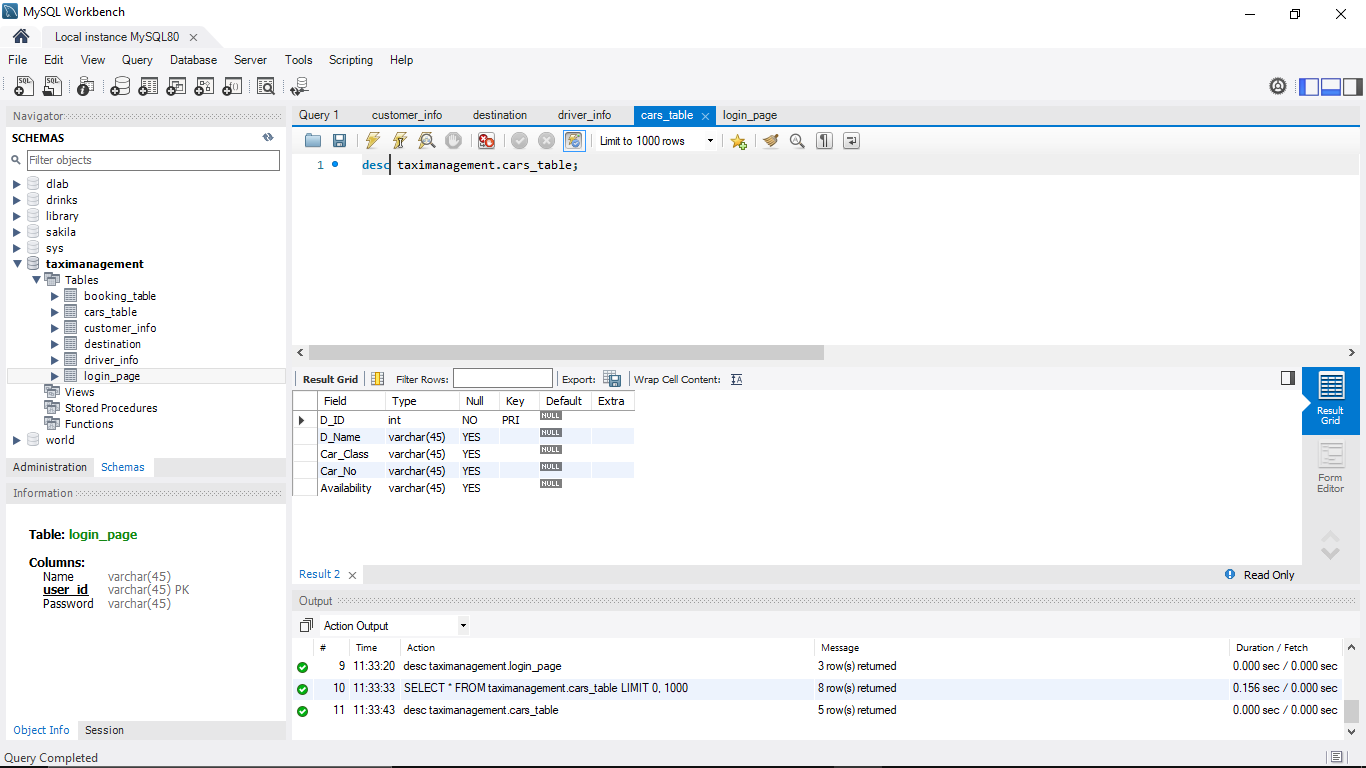 MySQL Workbench
Local instance MySQL80
File Edit View Query Database Server Tools Scripting Help
Navigator
SCHEMAS
Filter objects
dlab
drinks
library
sakila
sys
taximanagement
Tables
booking_table
cars_table
customer_info
destination
driver_info
login_page
Views
Stored Procedures
Functions
world
Administration Schemas
Information
Table: login_page
Columns:
Name varchar(45)
user_id varchar(45) PK
Password varchar(45)
Object Info Session
Query 1 customer_info destination driver_info cars_table login_page
Limit to 1000 rows
1 desc taximanagement.cars_table;
Result Grid Filter Rows: Export: Wrap Cell Content:
Field Type Null Key Default Extra
D_ID int NO PRI NULL
D_Name varchar(45) YES NULL
Car_Class varchar(45) YES NULL
Car_No varchar(45) YES NULL
Availability varchar(45) YES NULL
Result
Grid
Form
Editor
Result 2
Read Only
Output
Action Output
# Time Action Message Duration / Fetch
9 11:33:20 desc taximanagement.login_page 3 row(s) returned 0.000 sec / 0.000 sec
10 11:33:33 SELECT * FROM taximanagement.cars_table LIMIT 0, 1000 8 row(s) returned 0.156 sec / 0.000 sec
11 11:33:43 desc taximanagement.cars_table 5 row(s) returned 0.000 sec / 0.000 sec
Query Completed